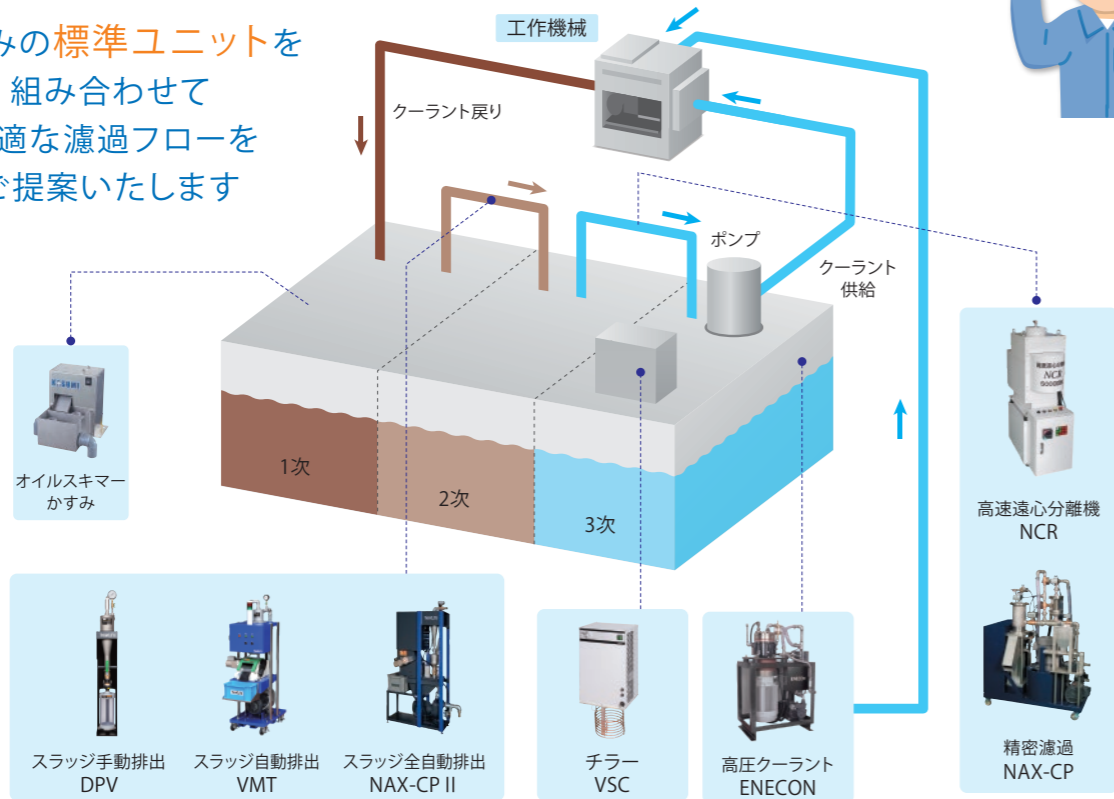 みの標準ユニットを
組み合わせて
適な濾過フローを
ご提案いたします
工作機械
クーラント戻り
ポンプ
クーラント
供給
1次
2次
3次
オイルスキマー
かすみ
NCR
高速遠心分離機
NCR
スラッジ手動排出
DPV
スラッジ自動排出
VMT
スラッジ全自動排出
NAX-CP II
チラー
VSC
ENECON
高圧クーラント
ENECON
精密濾過
NAX-CP